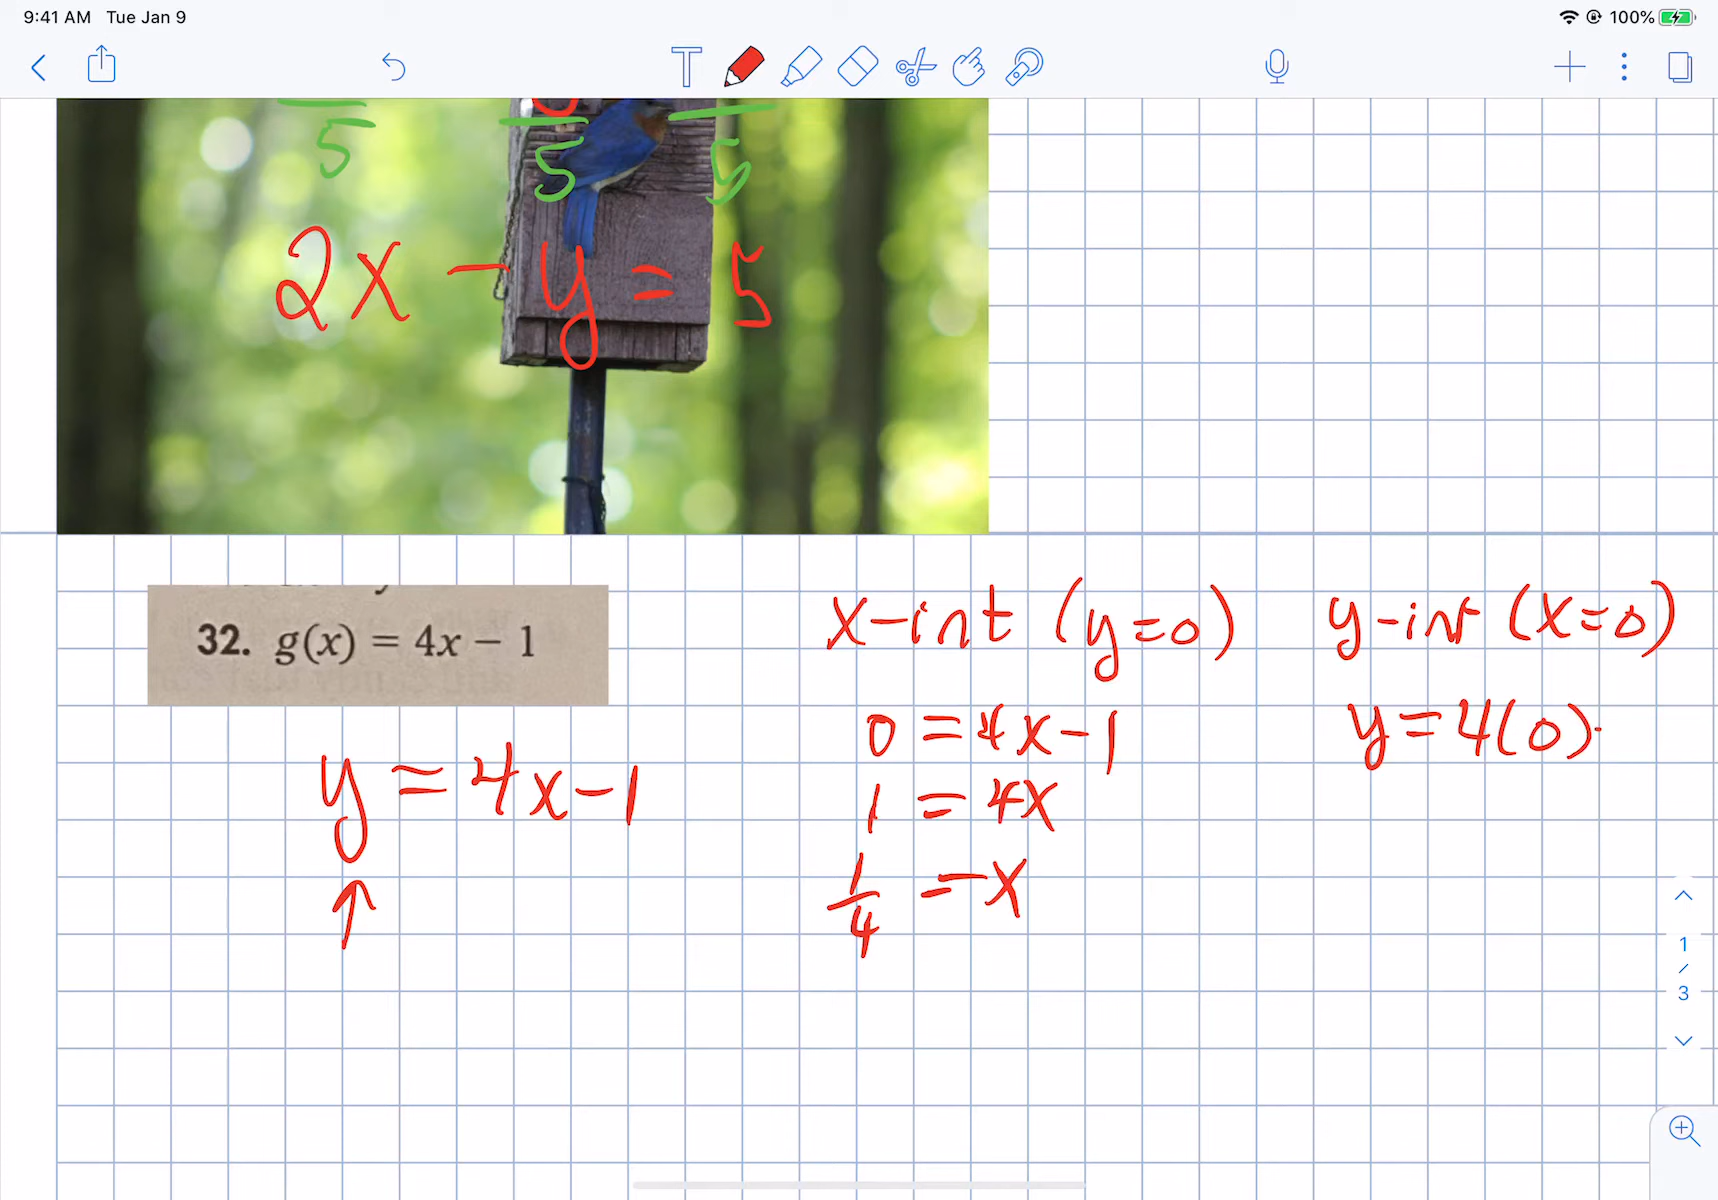 9:41 AM Tue Jan 9
100%
T
5 5 5
2x - y = 5
32. g(x) = 4x − 1
y = 4x-1
x-int (y=0)
0 = 4x-1
1 = 4x
1/4 = x
y-int (x=0)
y=4(0)-
1
/
3